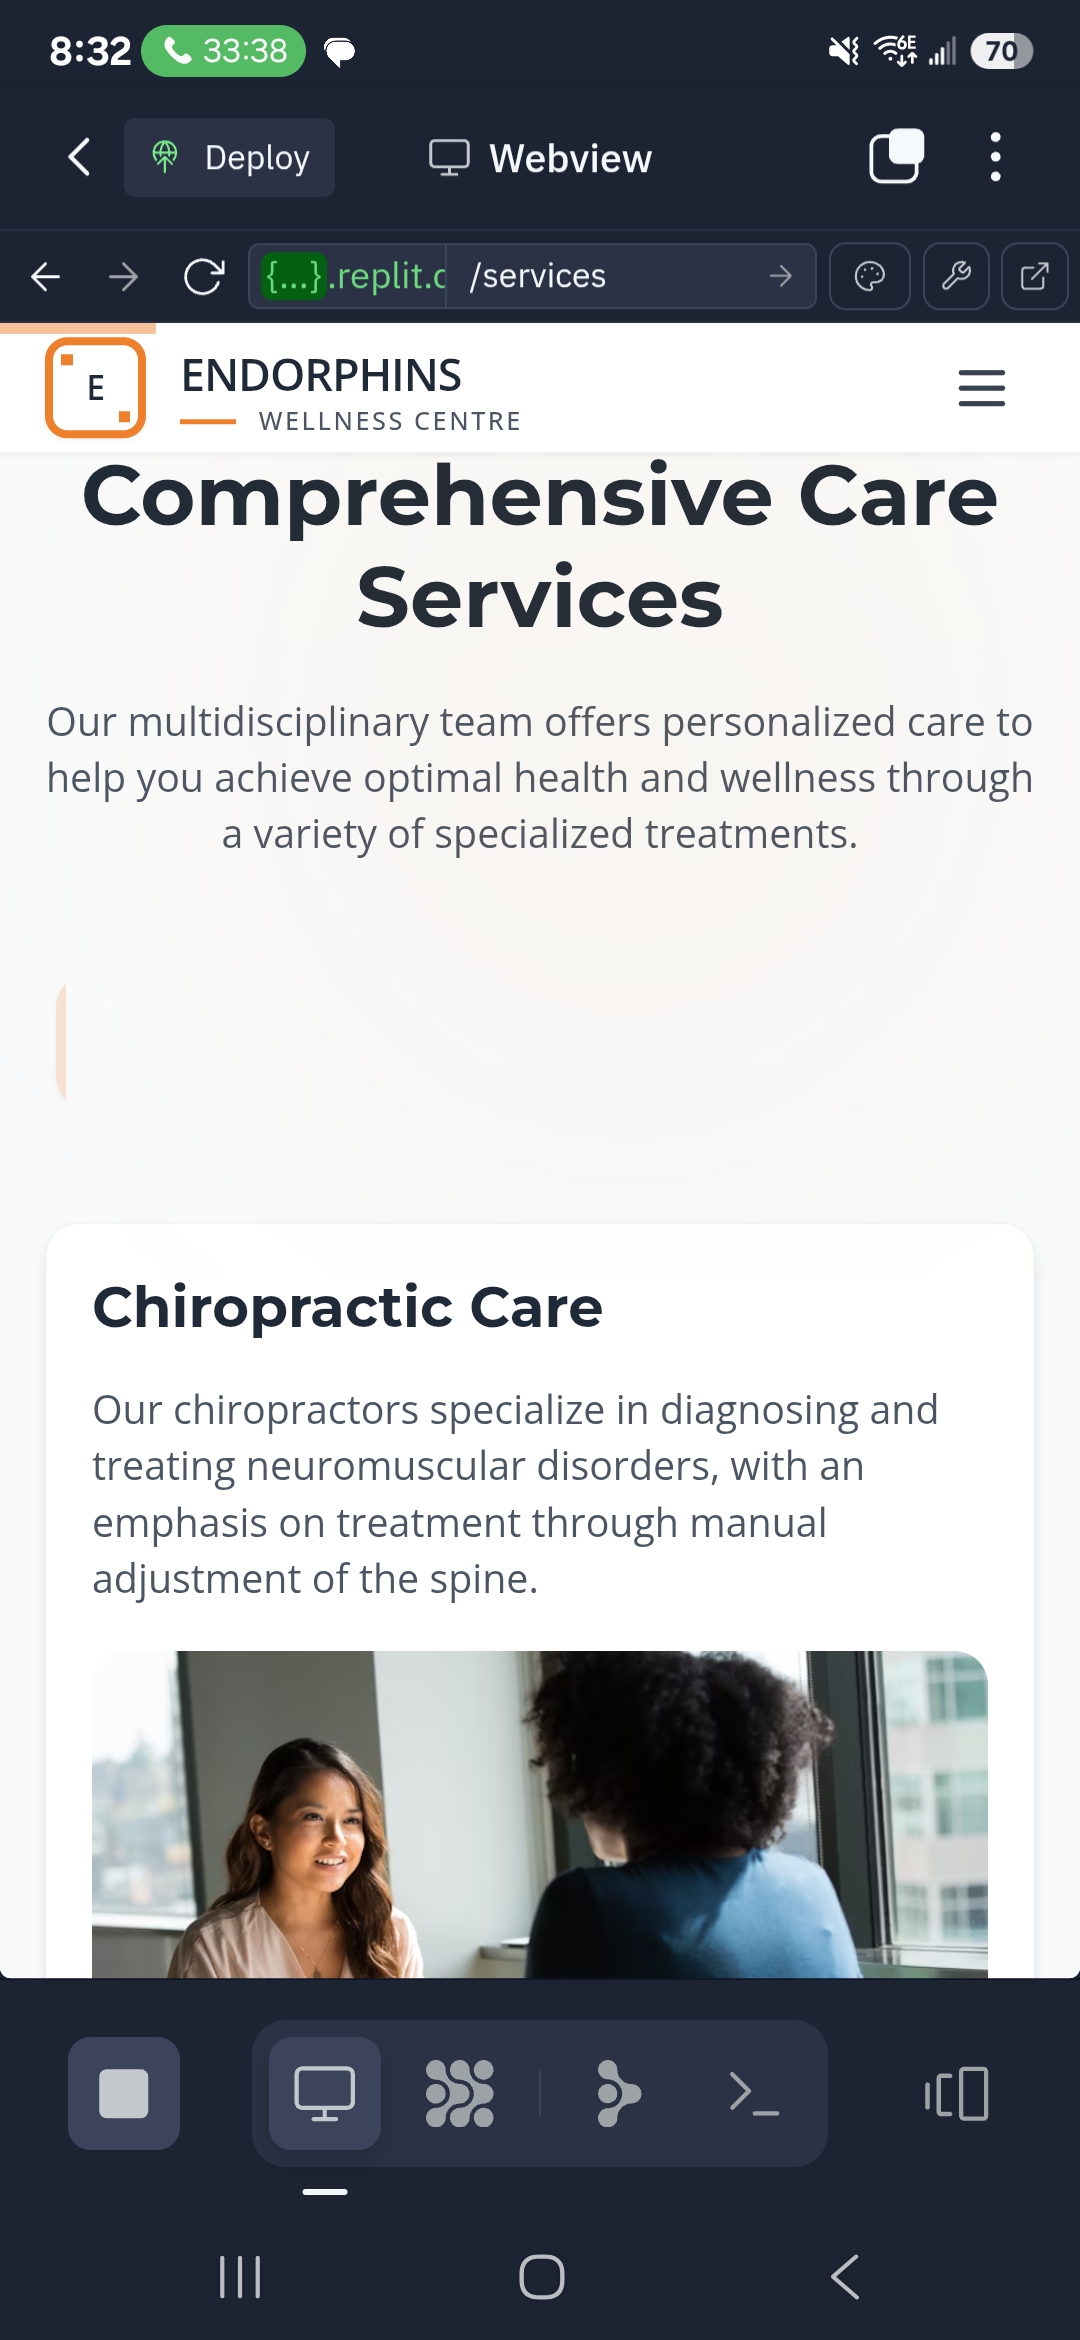 8:32 33:38 6E 70
Deploy Webview
{...}.replit.c /services
E
ENDORPHINS
WELLNESS CENTRE
Comprehensive Care
Services
Our multidisciplinary team offers personalized care to
help you achieve optimal health and wellness through
a variety of specialized treatments.
Chiropractic Care
Our chiropractors specialize in diagnosing and
treating neuromuscular disorders, with an
emphasis on treatment through manual
adjustment of the spine.